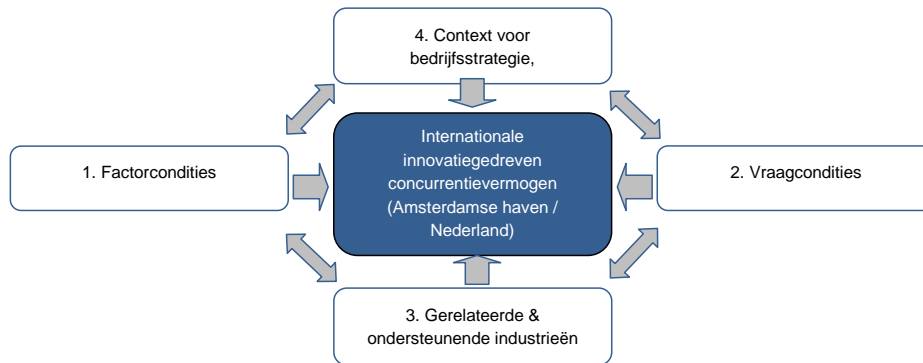 4. Context voor
bedrijfsstrategie,
Internationale
innovatiegedreven
concurrentievermogen
(Amsterdamse haven /
Nederland)
1. Factorcondities
2. Vraagcondities
3. Gerelateerde &
ondersteunende industrieën